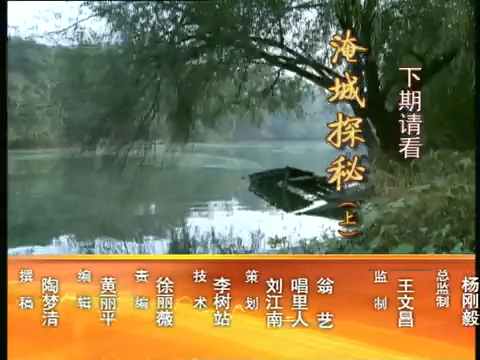 下期请看
淹城探秘
（上）
撰稿 陶梦清
编辑 黄丽平
责编 徐丽薇
技术 李树站
策划 刘江南 唱里人 翁艺
监制 王文昌
总监制 杨刚毅